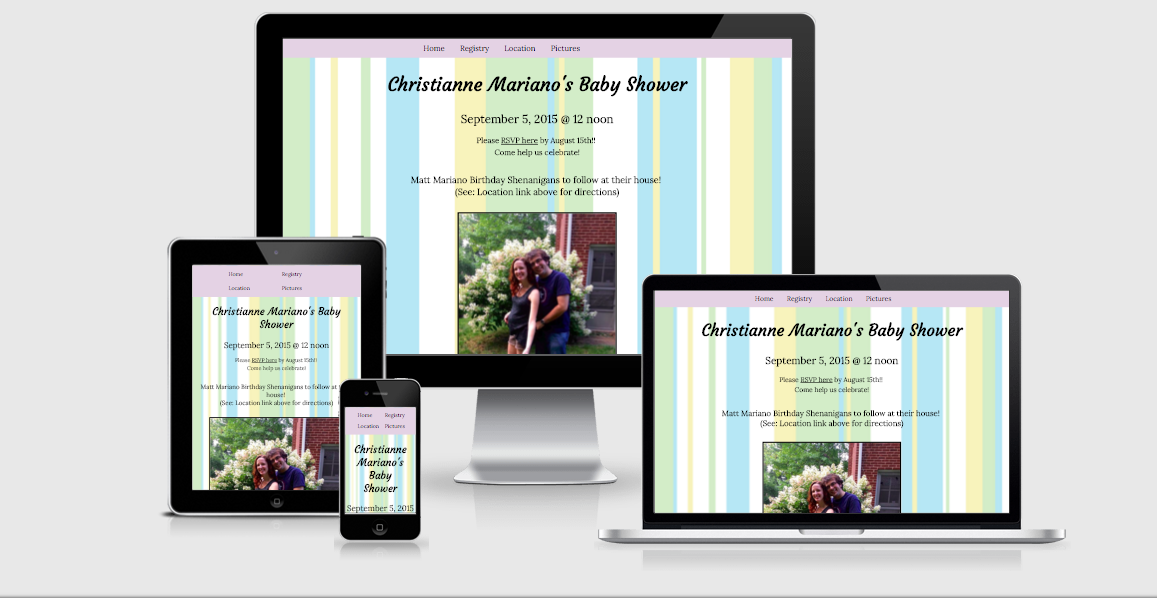 Home Registry Location Pictures
Christianne Mariano's Baby Shower
September 5, 2015 @ 12 noon
Please RSVP here by August 15th!!
Come help us celebrate!
Matt Mariano Birthday Shenanigans to follow at their house!
(See: Location link above for directions)
Home Registry
Location Pictures
Christianne Mariano's Baby
Shower
September 5, 2015 @ 12 noon
Please RSVP here by August 15th!!
Come help us celebrate!
Matt Mariano Birthday Shenanigans to follow at
house!
(See: Location link above for directions)
Home Registry
Location Pictures
Christianne
Mariano's
Baby
Shower
September 5, 2015
Home Registry Location Pictures
Christianne Mariano's Baby Shower
September 5, 2015 @ 12 noon
Please RSVP here by August 15th!!
Come help us celebrate!
Matt Mariano Birthday Shenanigans to follow at their house!
(See: Location link above for directions)